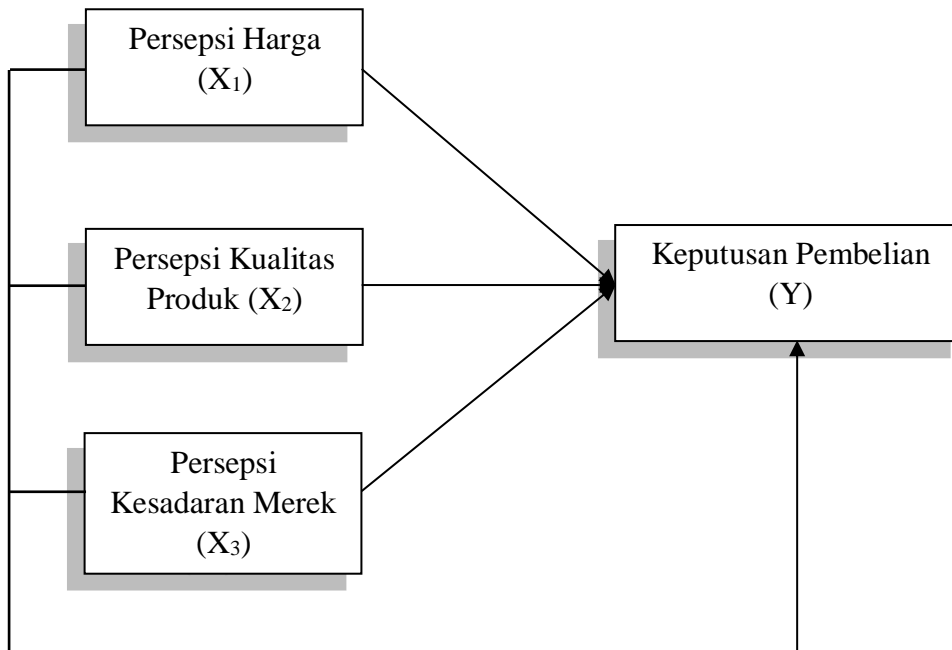 Persepsi Harga
(X₁)
Persepsi Kualitas
Produk (X₂)
Keputusan Pembelian
(Y)
Persepsi
Kesadaran Merek
(X₃)